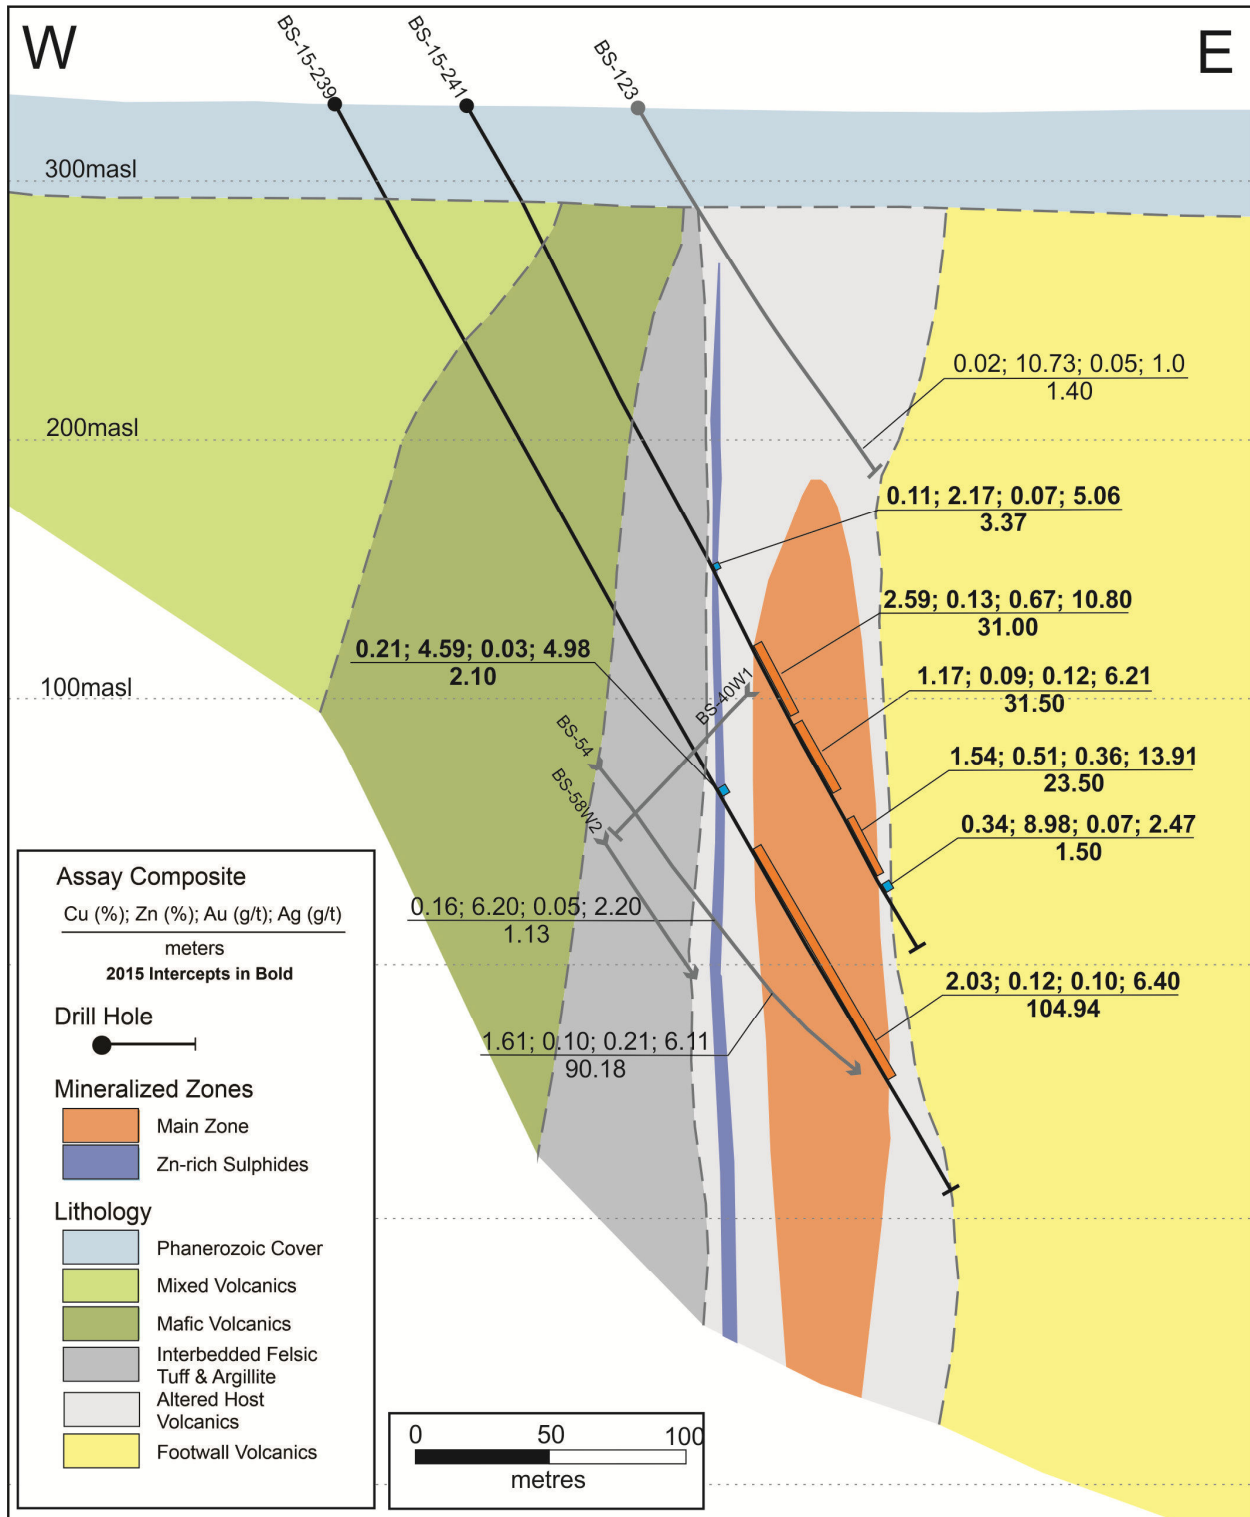 W
E
BS-15-239
BS-15-241
BS-123
300masl
0.02; 10.73; 0.05; 1.0
1.40
200masl
0.11; 2.17; 0.07; 5.06
3.37
2.59; 0.13; 0.67; 10.80
31.00
0.21; 4.59; 0.03; 4.98
2.10
BS-40W1
100masl
1.17; 0.09; 0.12; 6.21
31.50
BS-54
BS-58W2
1.54; 0.51; 0.36; 13.91
23.50
0.34; 8.98; 0.07; 2.47
1.50
0.16; 6.20; 0.05; 2.20
1.13
2.03; 0.12; 0.10; 6.40
104.94
1.61; 0.10; 0.21; 6.11
90.18
Assay Composite
Cu (%); Zn (%); Au (g/t); Ag (g/t)
meters
2015 Intercepts in Bold
Drill Hole
Mineralized Zones
Main Zone
Zn-rich Sulphides
Lithology
Phanerozoic Cover
Mixed Volcanics
Mafic Volcanics
Interbedded Felsic
Tuff & Argillite
Altered Host
Volcanics
Footwall Volcanics
0 50 100
metres